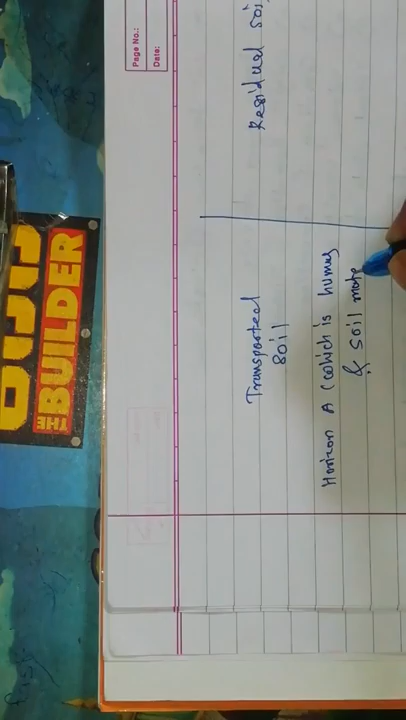 Page No.:
Date:
Transported
soil
Residual soi
Horizon A (which is humus
& soil mate
THE BUILDER